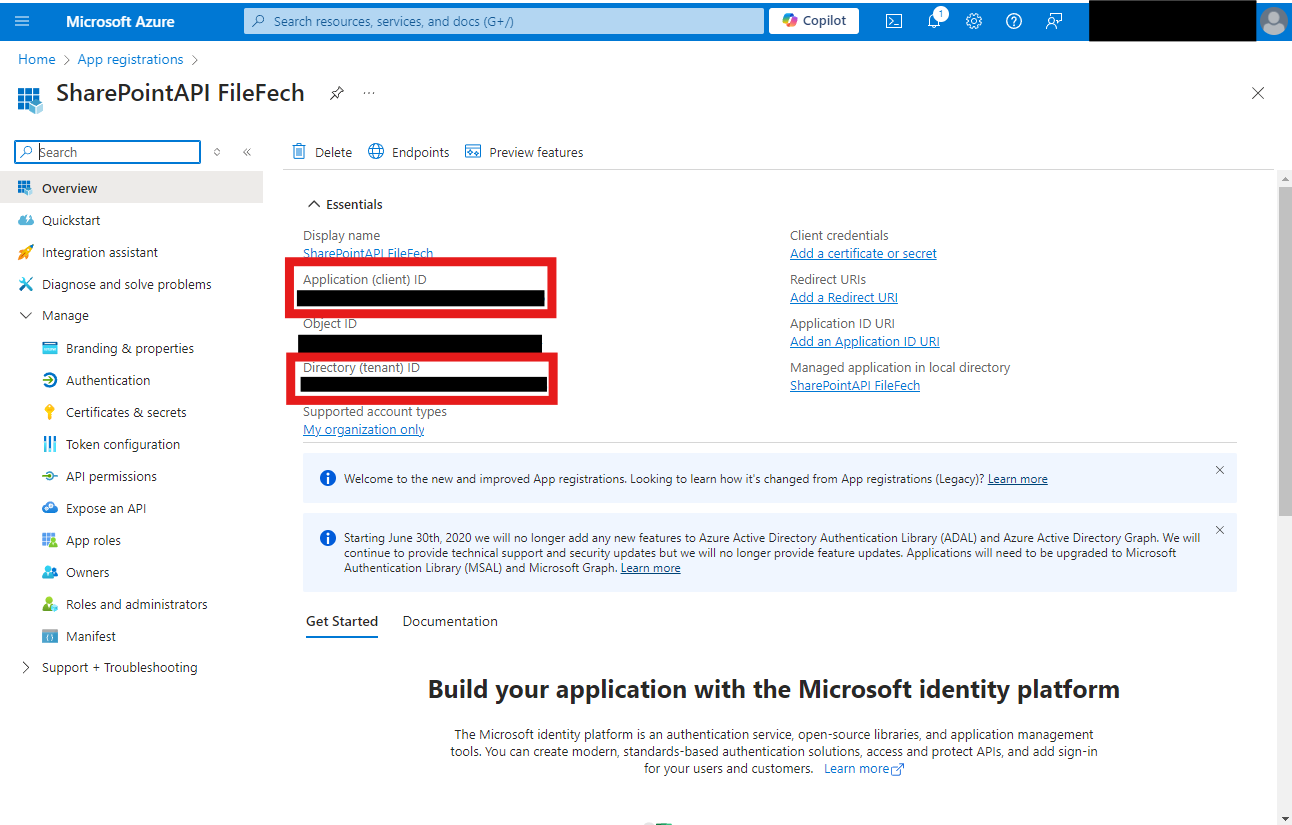 Microsoft Azure
Search resources, services, and docs (G+/)
Copilot
1
Home
App registrations
SharePointAPI FileFech
Search
Delete
Endpoints
Preview features
Overview
Quickstart
Integration assistant
Diagnose and solve problems
Manage
Branding & properties
Authentication
Certificates & secrets
Token configuration
API permissions
Expose an API
App roles
Owners
Roles and administrators
Manifest
Support + Troubleshooting
Essentials
Display name
SharePointAPI FileFech
Application (client) ID
Object ID
Directory (tenant) ID
Supported account types
My organization only
Client credentials
Add a certificate or secret
Redirect URIs
Add a Redirect URI
Application ID URI
Add an Application ID URI
Managed application in local directory
SharePointAPI FileFech
Welcome to the new and improved App registrations. Looking to learn how it's changed from App registrations (Legacy)? Learn more
Starting June 30th, 2020 we will no longer add any new features to Azure Active Directory Authentication Library (ADAL) and Azure Active Directory Graph. We will
continue to provide technical support and security updates but we will no longer provide feature updates. Applications will need to be upgraded to Microsoft
Authentication Library (MSAL) and Microsoft Graph. Learn more
Get Started
Documentation
Build your application with the Microsoft identity platform
The Microsoft identity platform is an authentication service, open-source libraries, and application management
tools. You can create modern, standards-based authentication solutions, access and protect APIs, and add sign-in
for your users and customers. Learn more